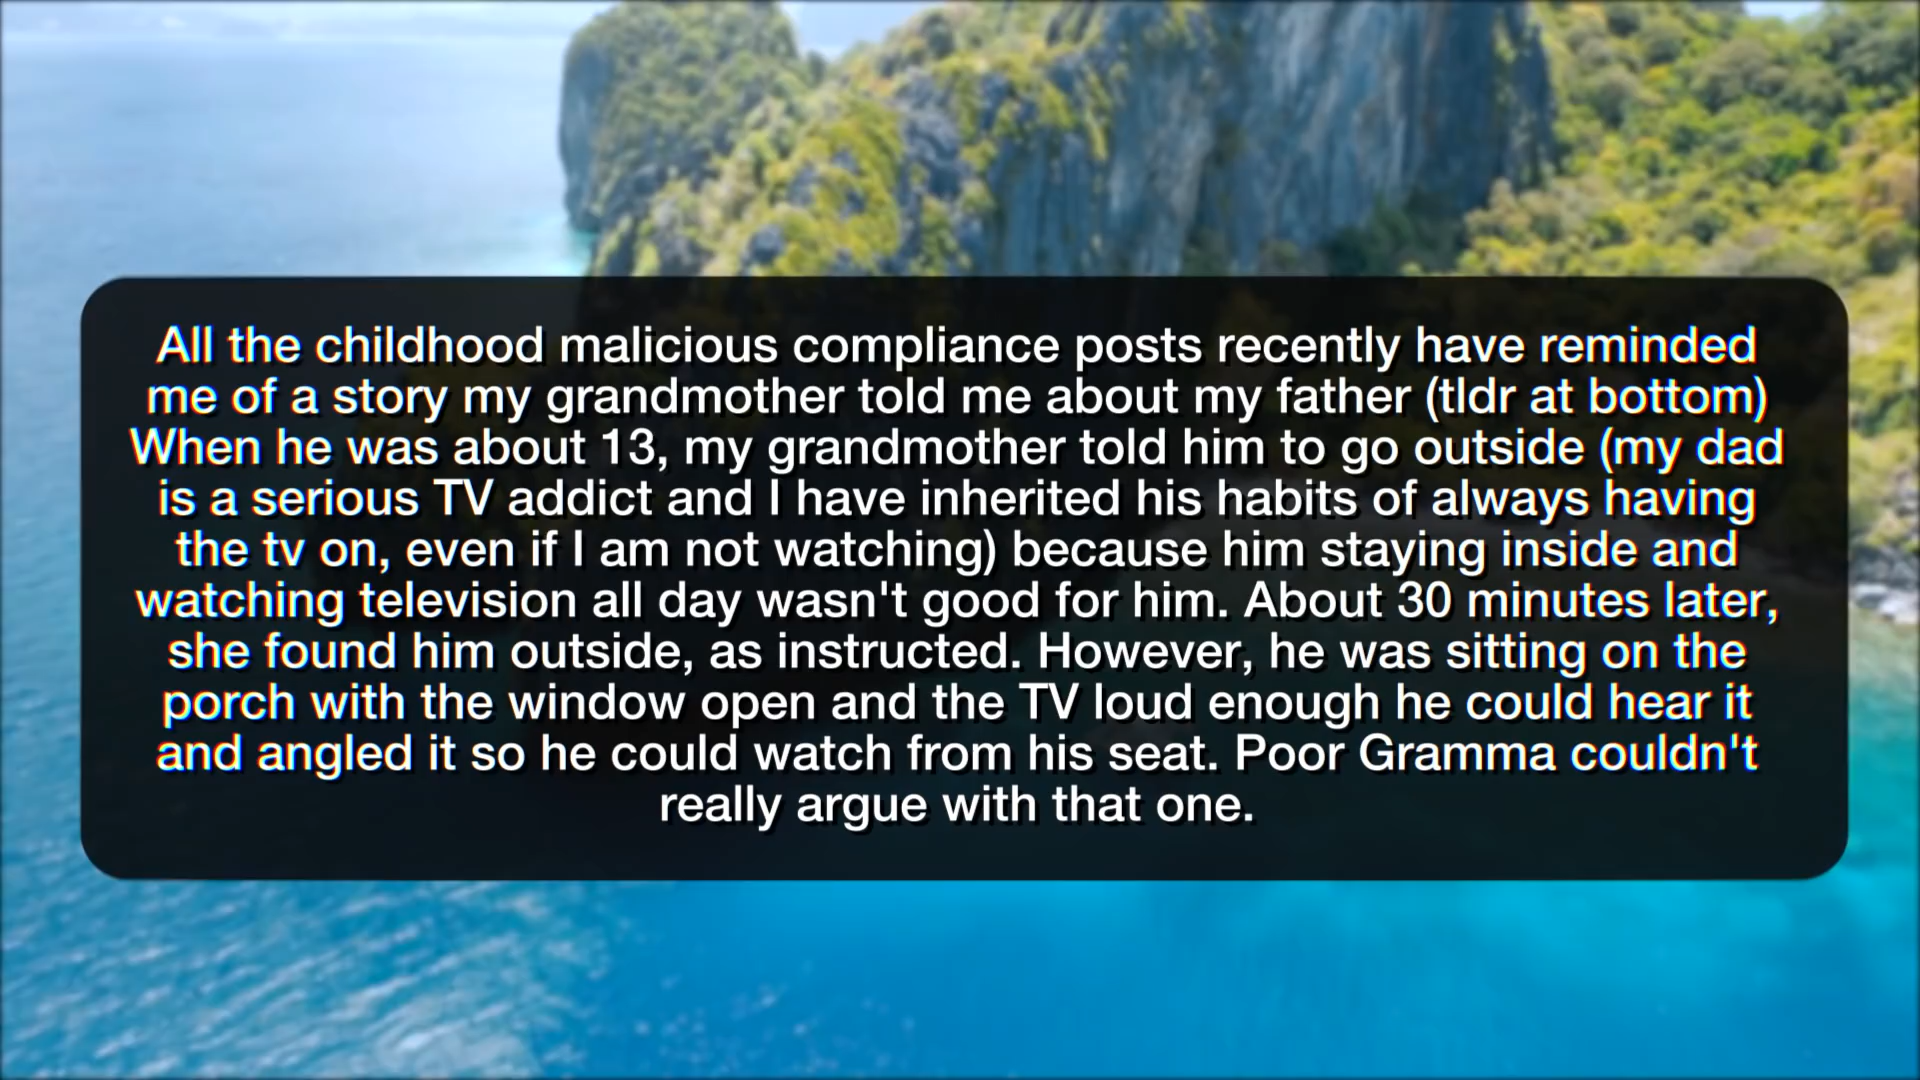 All the childhood malicious compliance posts recently have reminded
me of a story my grandmother told me about my father (tldr at bottom)
When he was about 13, my grandmother told him to go outside (my dad
is a serious TV addict and I have inherited his habits of always having
the tv on, even if I am not watching) because him staying inside and
watching television all day wasn't good for him. About 30 minutes later,
she found him outside, as instructed. However, he was sitting on the
porch with the window open and the TV loud enough he could hear it
and angled it so he could watch from his seat. Poor Gramma couldn't
really argue with that one.